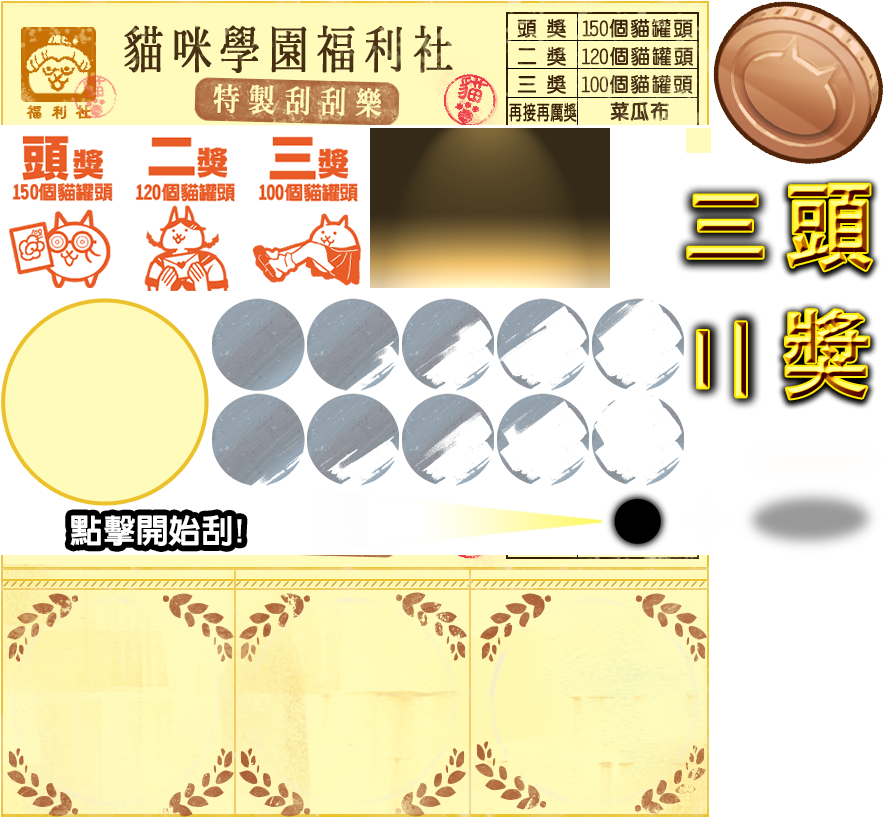 貓咪學園福利社
特製刮刮樂
福利社
貓
貓
頭獎 150個貓罐頭
二獎 120個貓罐頭
三獎 100個貓罐頭
再接再厲獎 菜瓜布
頭獎
150個貓罐頭
二獎
120個貓罐頭
三獎
100個貓罐頭
三頭
二獎
點擊開始刮!